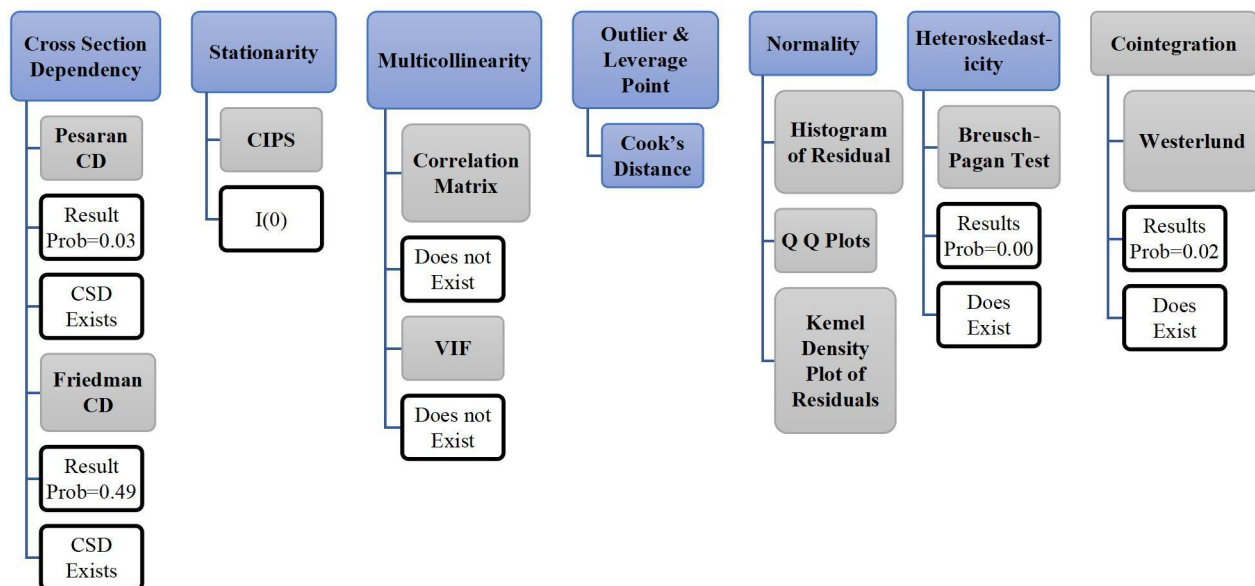 Cross Section
Dependency
Pesaran
CD
Result
Prob=0.03
CSD
Exists
Friedman
CD
Result
Prob=0.49
CSD
Exists
Stationarity
CIPS
I(0)
Multicollinearity
Correlation
Matrix
Does not
Exist
VIF
Does not
Exist
Outlier &
Leverage
Point
Cook's
Distance
Normality
Histogram
of Residual
Q Q Plots
Kemel
Density
Plot of
Residuals
Heteroskedast-
icity
Breusch-
Pagan Test
Results
Prob=0.00
Does
Exist
Cointegration
Westerlund
Results
Prob=0.02
Does
Exist